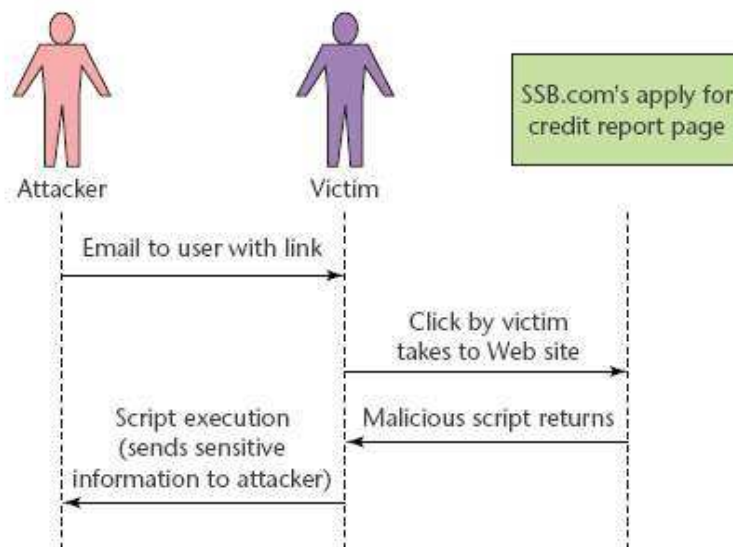 SSB.com's apply for
credit report page
Attacker
Victim
Email to user with link
Click by victim
takes to Web site
Malicious script returns
Script execution
(sends sensitive
information to attacker)